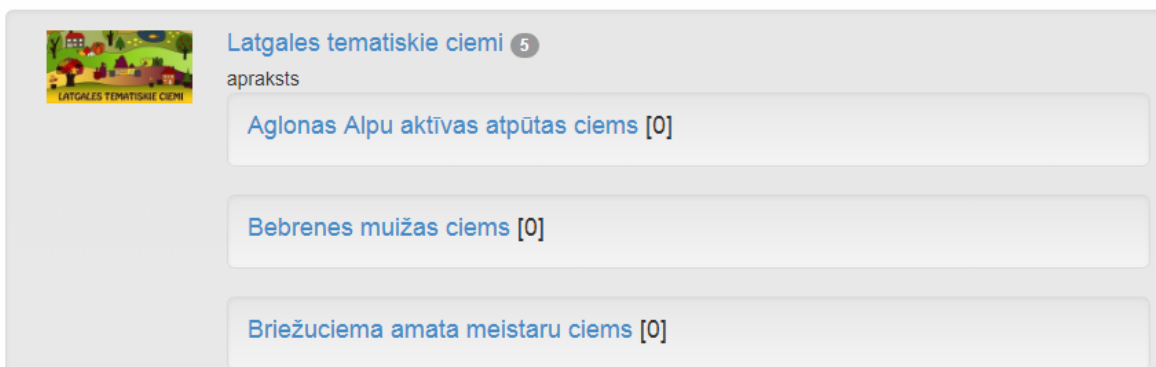 Latgales tematiskie ciemi 5
LATGALES TEMATISKIE CIEMI
apraksts
Aglonas Alpu aktīvas atpūtas ciems [0]
Bebrenes muižas ciems [0]
Briežuciema amata meistaru ciems [0]